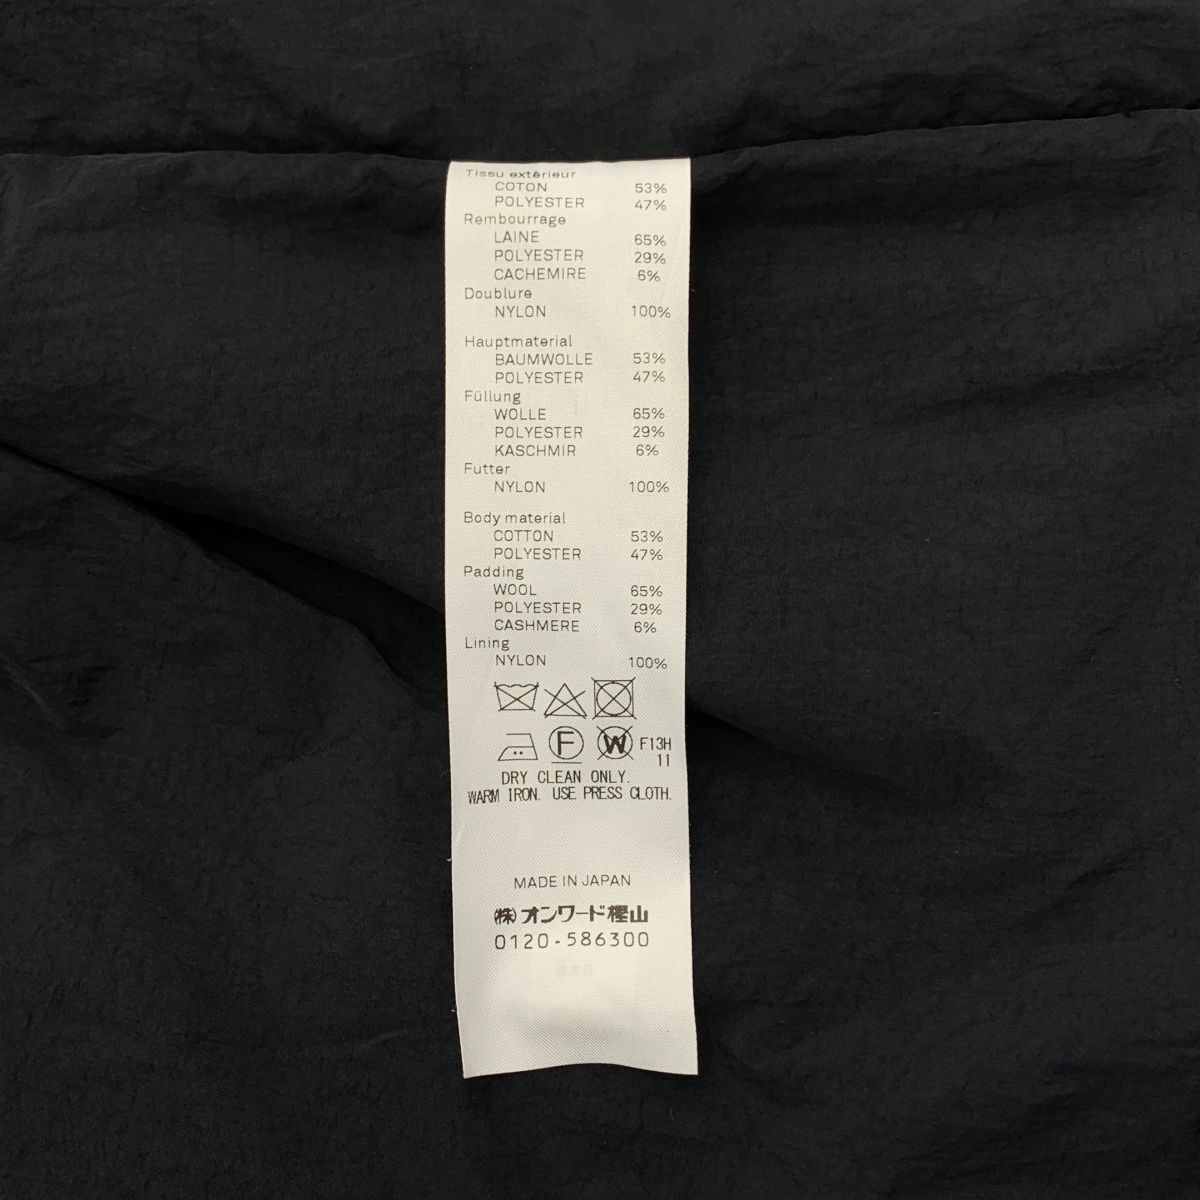 Tissu extérieur
COTON 53%
POLYESTER 47%
Rembourrage
LAINE 65%
POLYESTER 29%
CACHEMIRE 6%
Doublure
NYLON 100%
Hauptmaterial
BAUMWOLLE 53%
POLYESTER 47%
Füllung
WOLLE 65%
POLYESTER 29%
KASCHMIR 6%
Futter
NYLON 100%
Body material
COTTON 53%
POLYESTER 47%
Padding
WOOL 65%
POLYESTER 29%
CASHMERE 6%
Lining
NYLON 100%
F W F13H
11
DRY CLEAN ONLY.
WARM IRON. USE PRESS CLOTH.
MADE IN JAPAN
㈱オンワード樫山
0120-586300